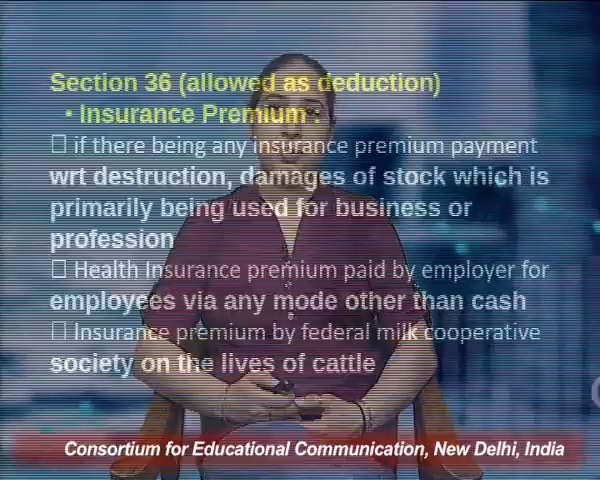 Section 36 (allowed as deduction)
• Insurance Premium :
□ if there being any insurance premium payment
wrt destruction, damages of stock which is
primarily being used for business or
profession
□ Health Insurance premium paid by employer for
employees via any mode other than cash
□ Insurance premium by federal milk cooperative
society on the lives of cattle
Consortium for Educational Communication, New Delhi, India